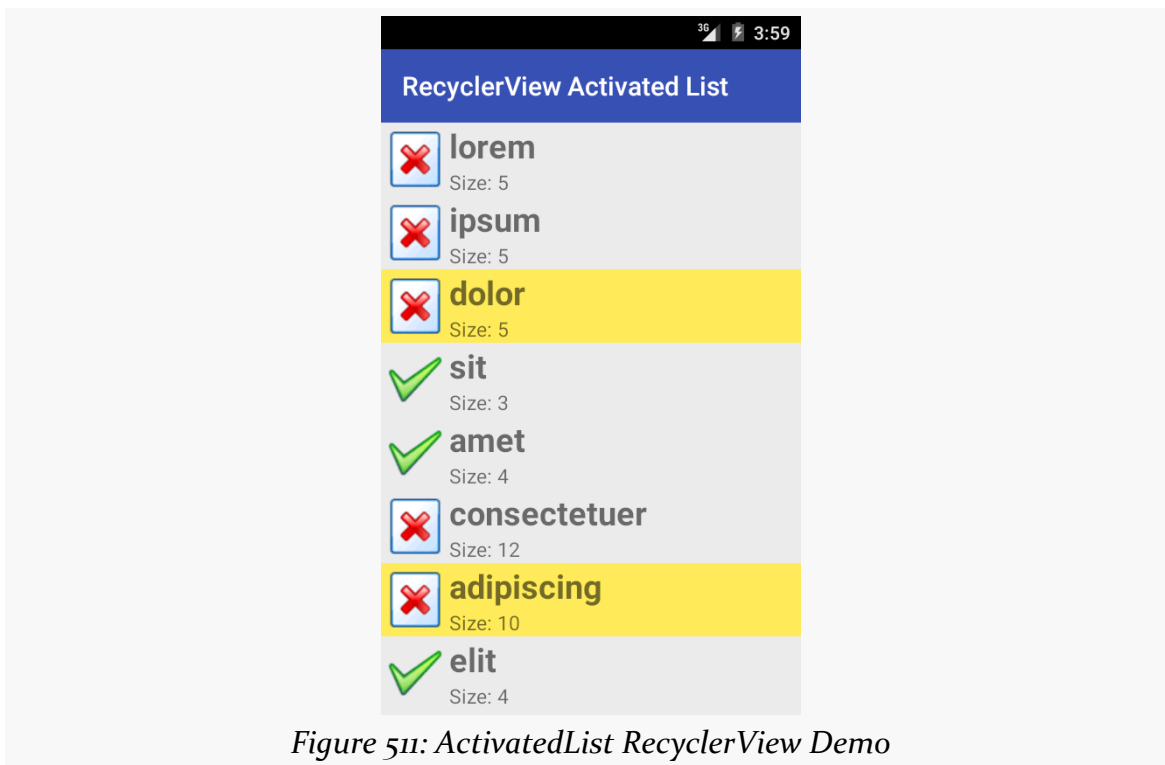 3G 3:59
RecyclerView Activated List
lorem
Size: 5
ipsum
Size: 5
dolor
Size: 5
sit
Size: 3
amet
Size: 4
consectetuer
Size: 12
adipiscing
Size: 10
elit
Size: 4
Figure 511: ActivatedList RecyclerView Demo